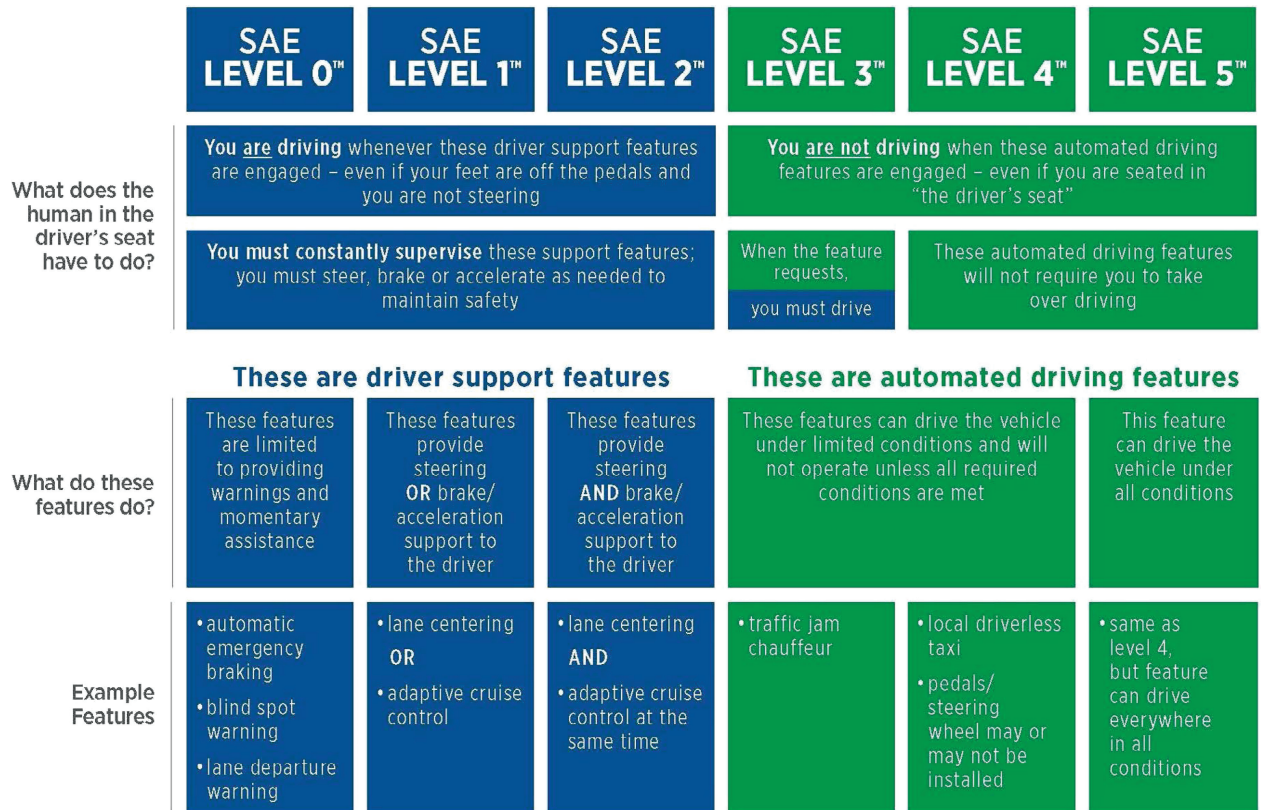 SAE
LEVEL 0™
SAE
LEVEL 1™
SAE
LEVEL 2™
SAE
LEVEL 3™
SAE
LEVEL 4™
SAE
LEVEL 5™
What does the
human in the
driver's seat
have to do?
You are driving whenever these driver support features
are engaged – even if your feet are off the pedals and
you are not steering
You are not driving when these automated driving
features are engaged – even if you are seated in
“the driver's seat”
You must constantly supervise these support features;
you must steer, brake or accelerate as needed to
maintain safety
When the feature
requests,
you must drive
These automated driving features
will not require you to take
over driving
These are driver support features
These are automated driving features
What do these
features do?
These features
are limited
to providing
warnings and
momentary
assistance
These features
provide
steering
OR brake/
acceleration
support to
the driver
These features
provide
steering
AND brake/
acceleration
support to
the driver
These features can drive the vehicle
under limited conditions and will
not operate unless all required
conditions are met
This feature
can drive the
vehicle under
all conditions
Example
Features
•automatic
emergency
braking
•blind spot
warning
•lane departure
warning
•lane centering
OR
•adaptive cruise
control
•lane centering
AND
•adaptive cruise
control at the
same time
•traffic jam
chauffeur
•local driverless
taxi
•pedals/
steering
wheel may or
may not be
installed
•same as
level 4,
but feature
can drive
everywhere
in all
conditions